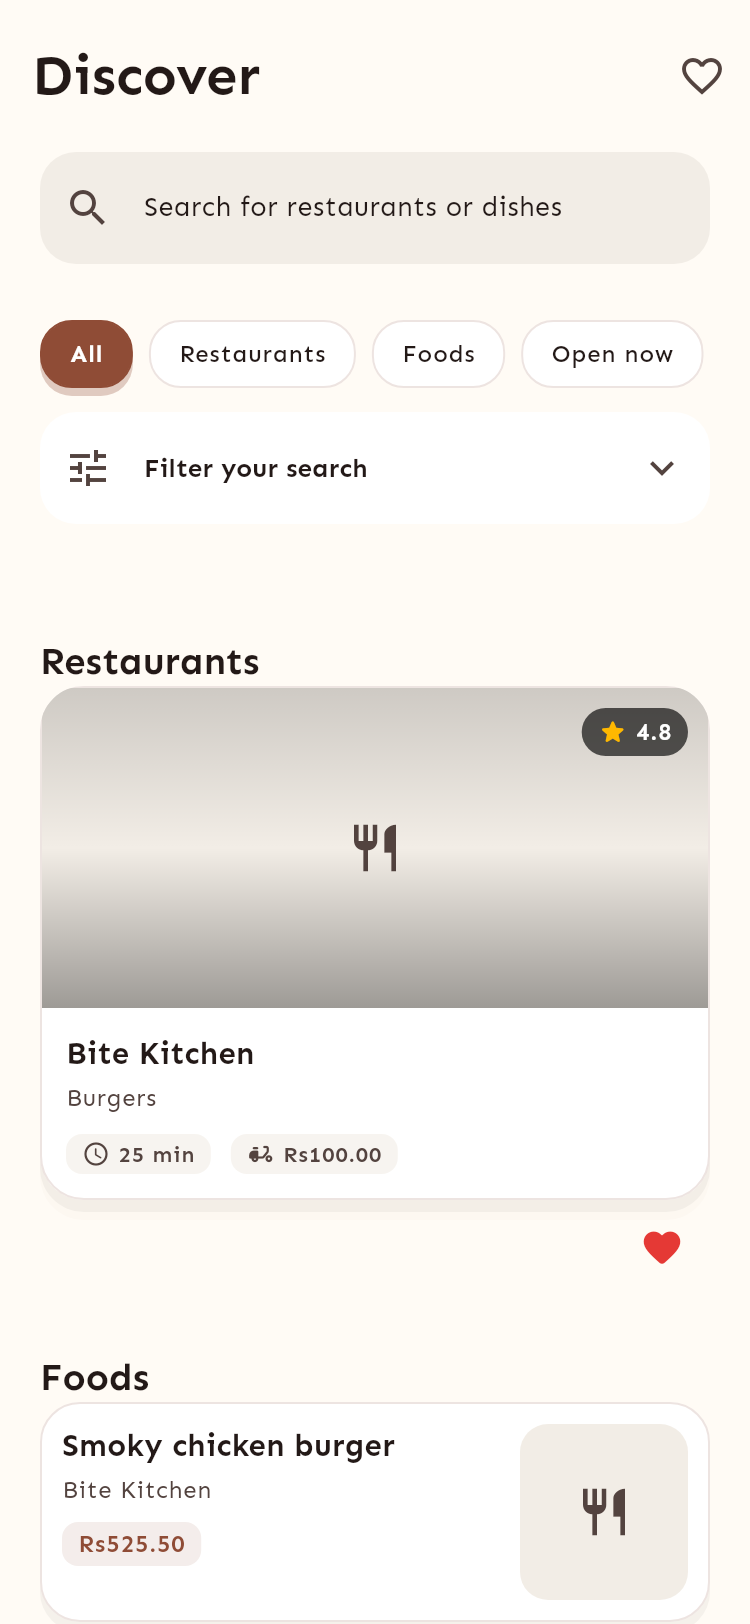 Discover
Search for restaurants or dishes
All
Restaurants
Foods
Open now
Filter your search
Restaurants
4.8
Bite Kitchen
Burgers
25 min
Rs100.00
Foods
Smoky chicken burger
Bite Kitchen
Rs525.50